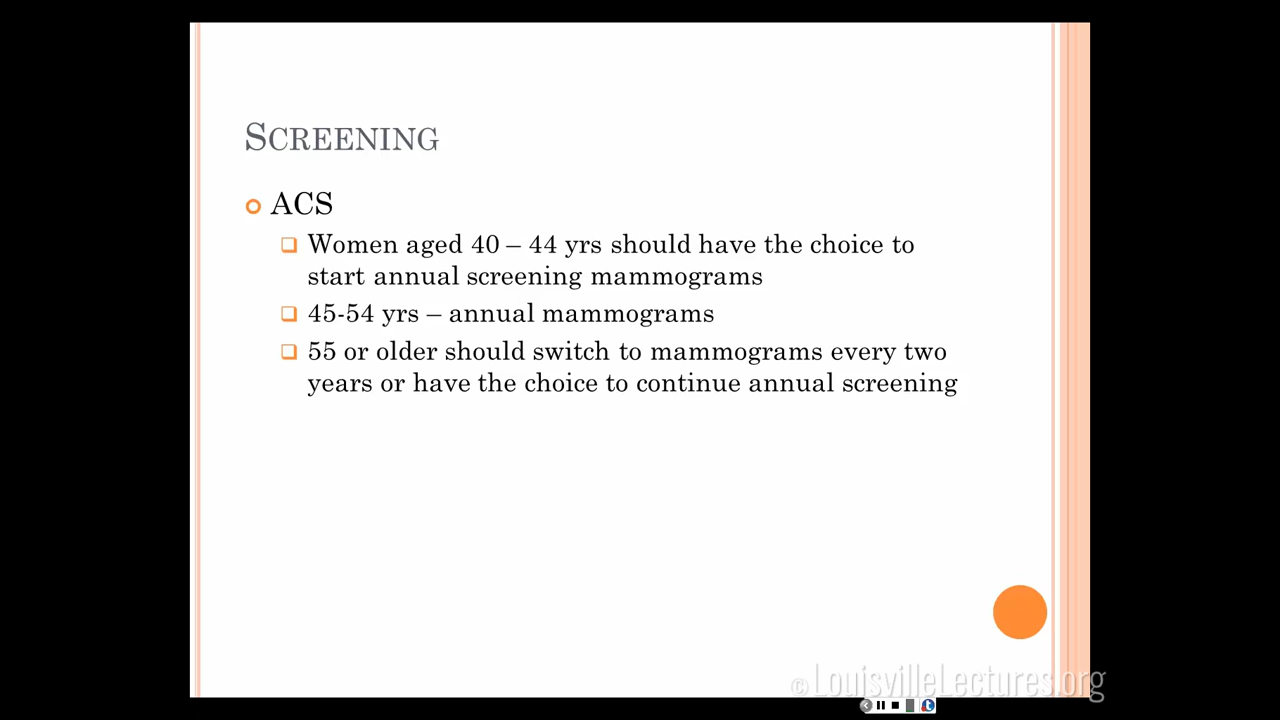 SCREENING
ACS
Women aged 40 – 44 yrs should have the choice to
start annual screening mammograms
45-54 yrs – annual mammograms
55 or older should switch to mammograms every two
years or have the choice to continue annual screening
© LouisvilleLectures.org